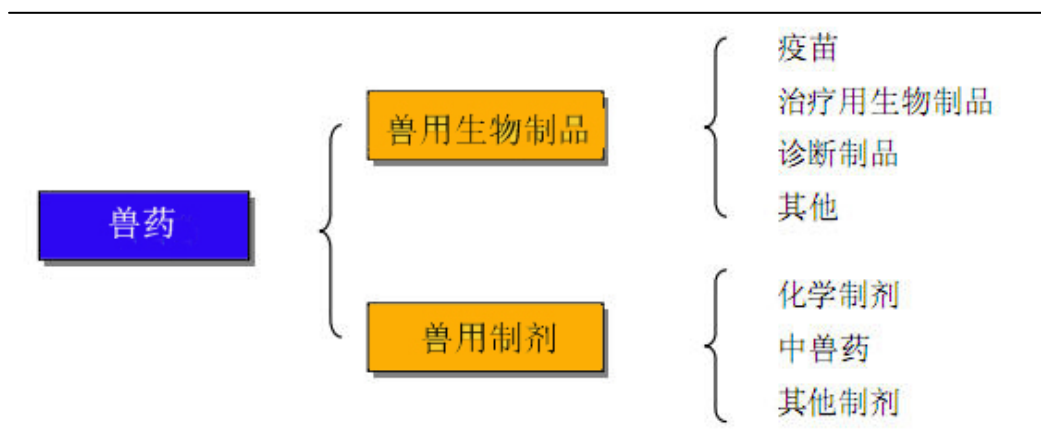 疫苗
兽用生物制品
治疗用生物制品
诊断制品
其他
兽药
兽用制剂
化学制剂
中兽药
其他制剂